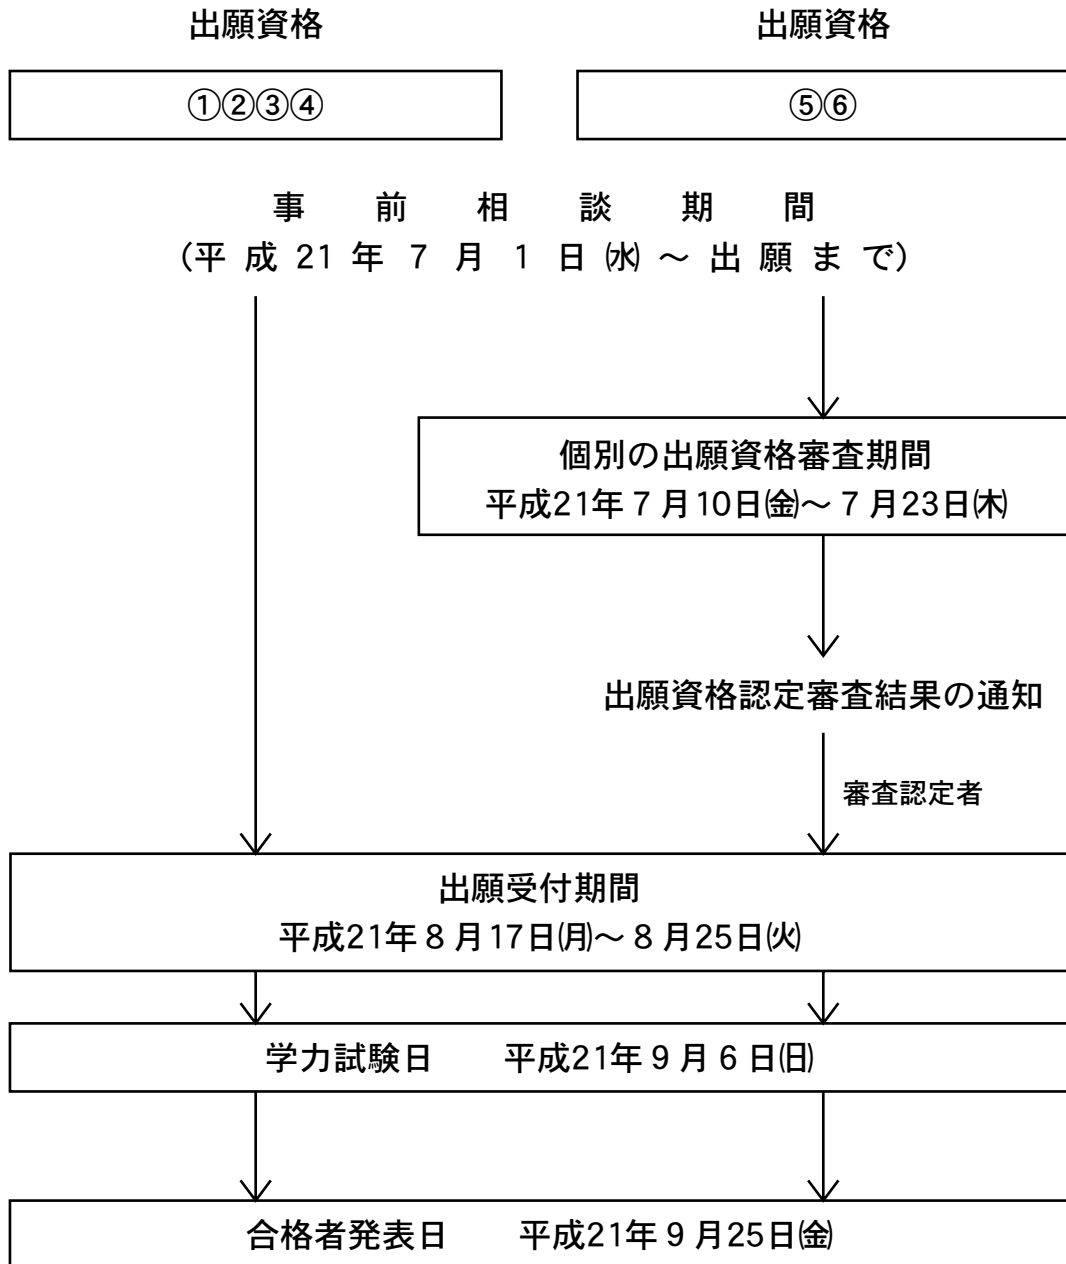 出願資格
出願資格
①②③④
⑤⑥
事前相談期間
(平成21年7月1日㈬～出願まで)
個別の出願資格審査期間
平成21年7月10日㈮～7月23日㈭
出願資格認定審査結果の通知
審査認定者
出願受付期間
平成21年8月17日㈪～8月25日㈫
学力試験日　平成21年9月6日㈰
合格者発表日　平成21年9月25日㈮